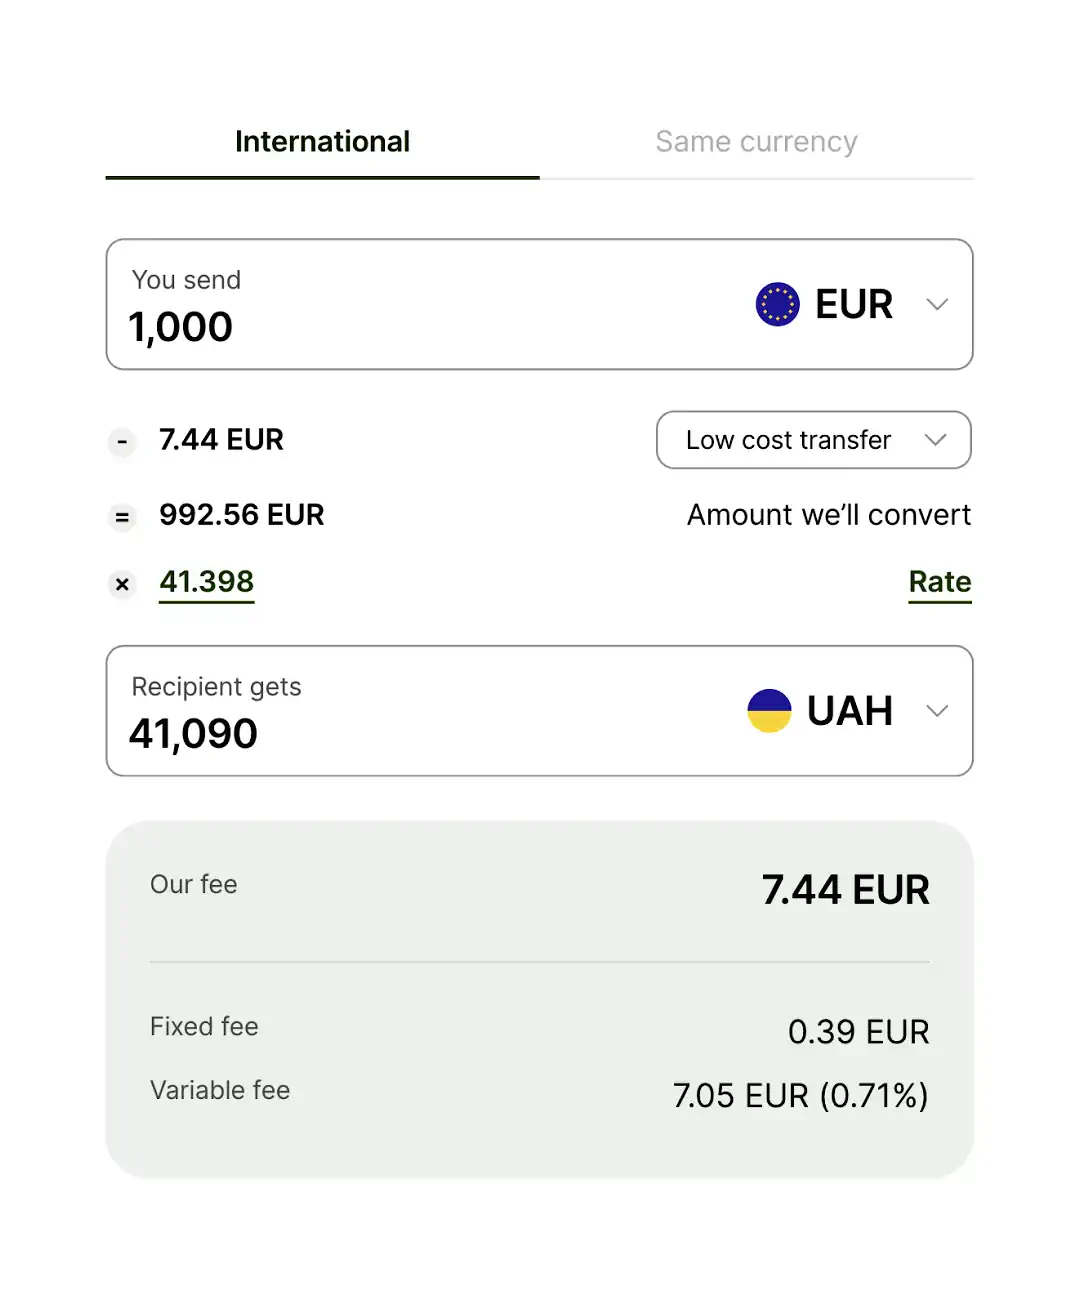 International Same currency
You send
1,000 EUR
- 7.44 EUR Low cost transfer
= 992.56 EUR Amount we’ll convert
× 41.398 Rate
Recipient gets
41,090 UAH
Our fee 7.44 EUR
Fixed fee 0.39 EUR
Variable fee 7.05 EUR (0.71%)